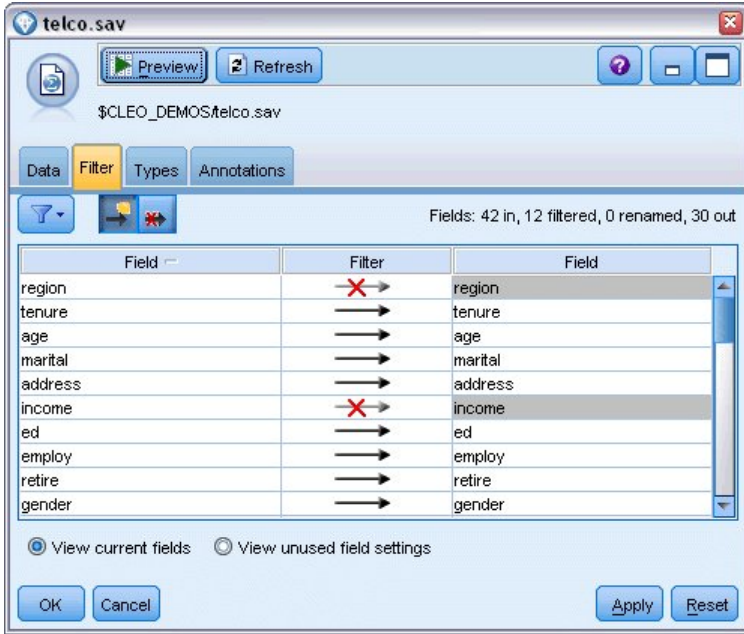 telco.sav
Preview Refresh
$CLEO_DEMOS/telco.sav
Data Filter Types Annotations
Fields: 42 in, 12 filtered, 0 renamed, 30 out
Field Filter Field
region region
tenure tenure
age age
marital marital
address address
income income
ed ed
employ employ
retire retire
gender gender
View current fields View unused field settings
OK Cancel Apply Reset